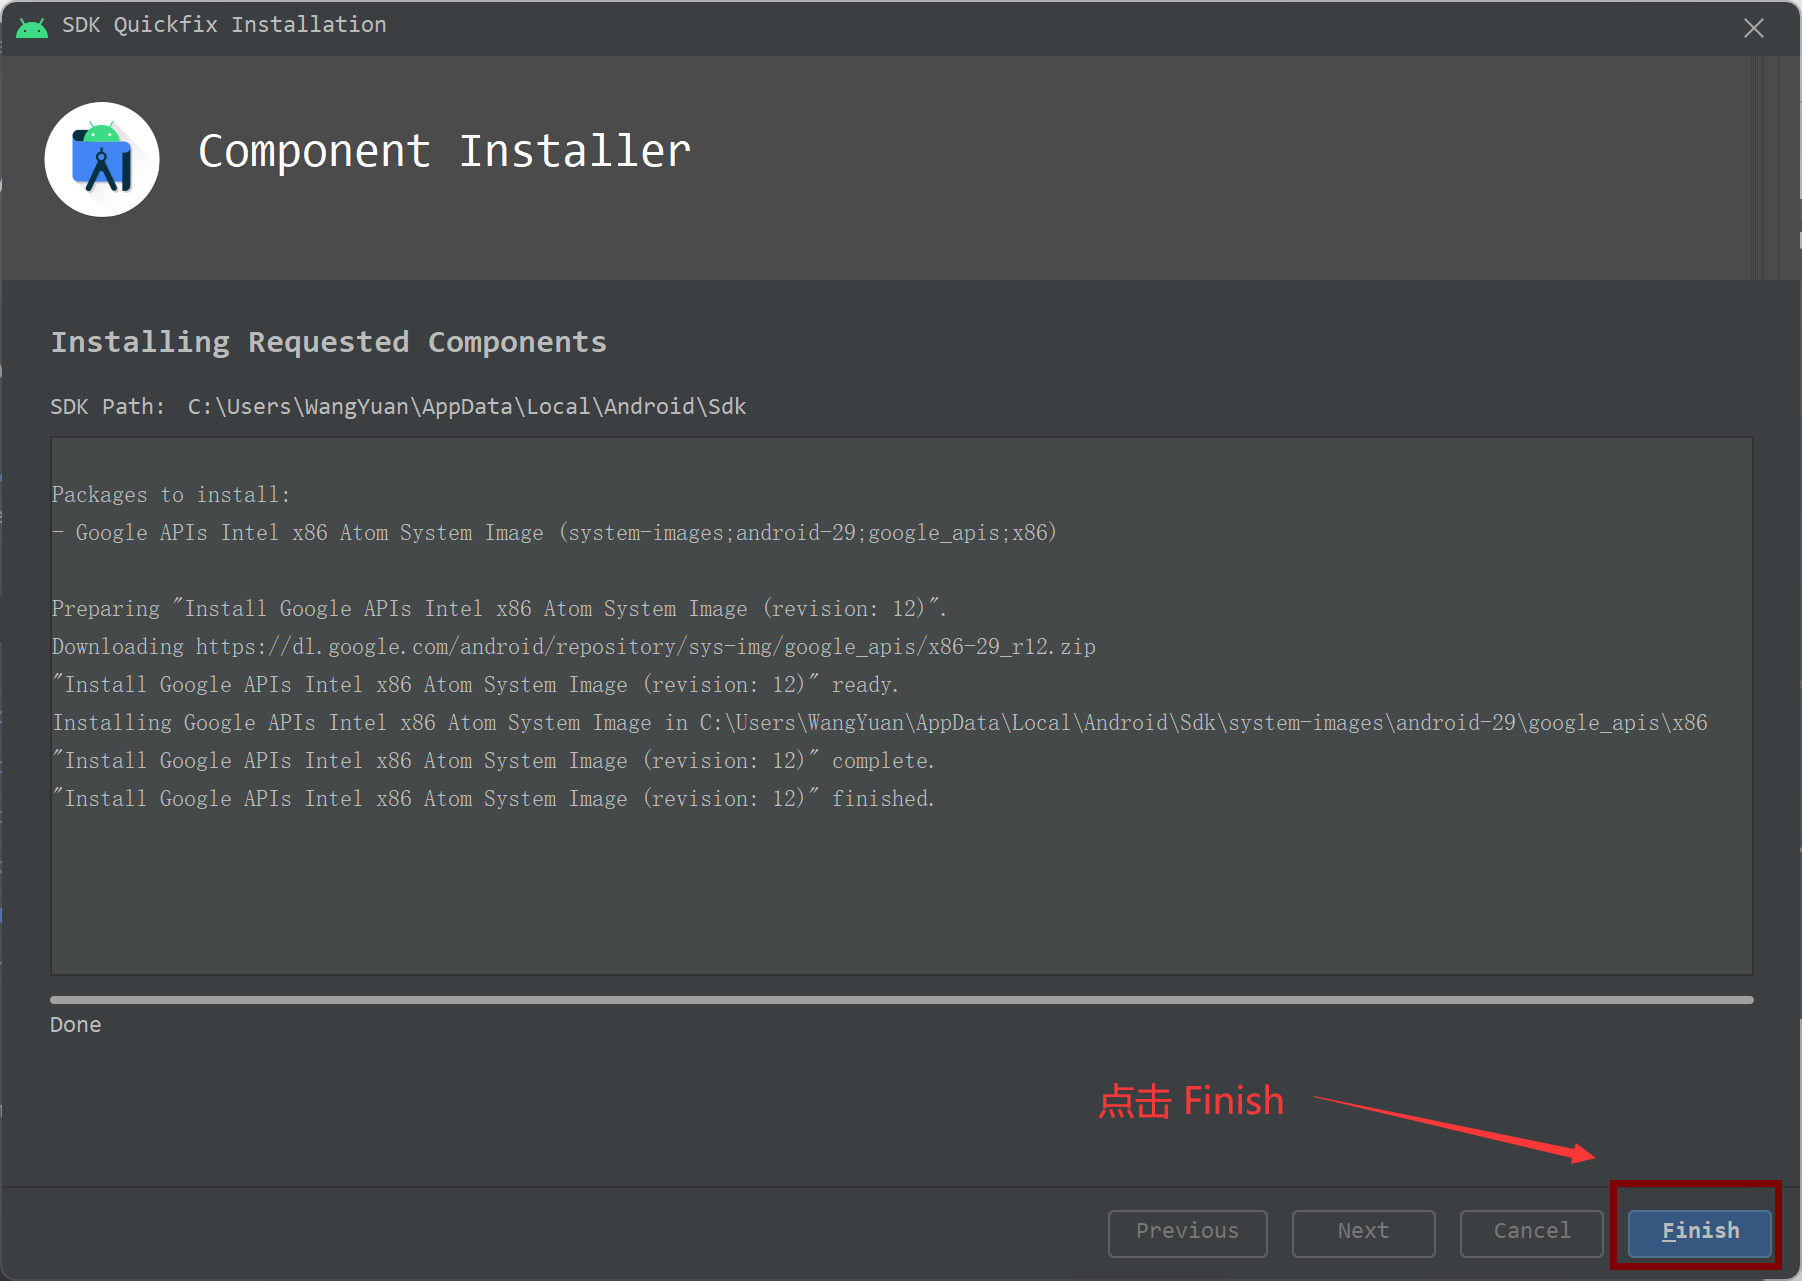 SDK Quickfix Installation
Component Installer
Installing Requested Components
SDK Path: C:\Users\WangYuan\AppData\Local\Android\Sdk
Packages to install:
- Google APIs Intel x86 Atom System Image (system-images;android-29;google_apis;x86)
Preparing "Install Google APIs Intel x86 Atom System Image (revision: 12)".
Downloading https://dl.google.com/android/repository/sys-img/google_apis/x86-29_r12.zip
"Install Google APIs Intel x86 Atom System Image (revision: 12)" ready.
Installing Google APIs Intel x86 Atom System Image in C:\Users\WangYuan\AppData\Local\Android\Sdk\system-images\android-29\google_apis\x86
"Install Google APIs Intel x86 Atom System Image (revision: 12)" complete.
"Install Google APIs Intel x86 Atom System Image (revision: 12)" finished.
Done
点击 Finish
Previous
Next
Cancel
Finish